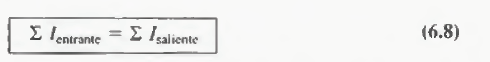 Σ I_entrante = Σ I_saliente (6.8)